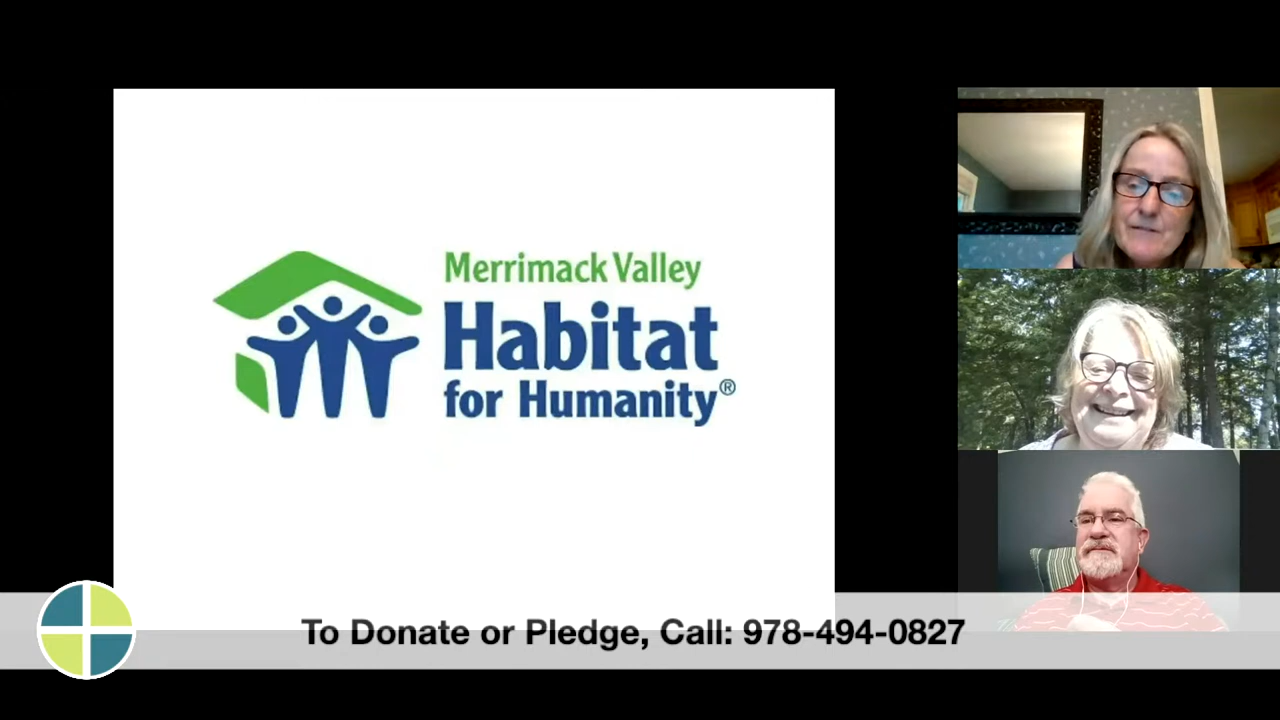 Merrimack Valley
Habitat
for Humanity®
To Donate or Pledge, Call: 978-494-0827